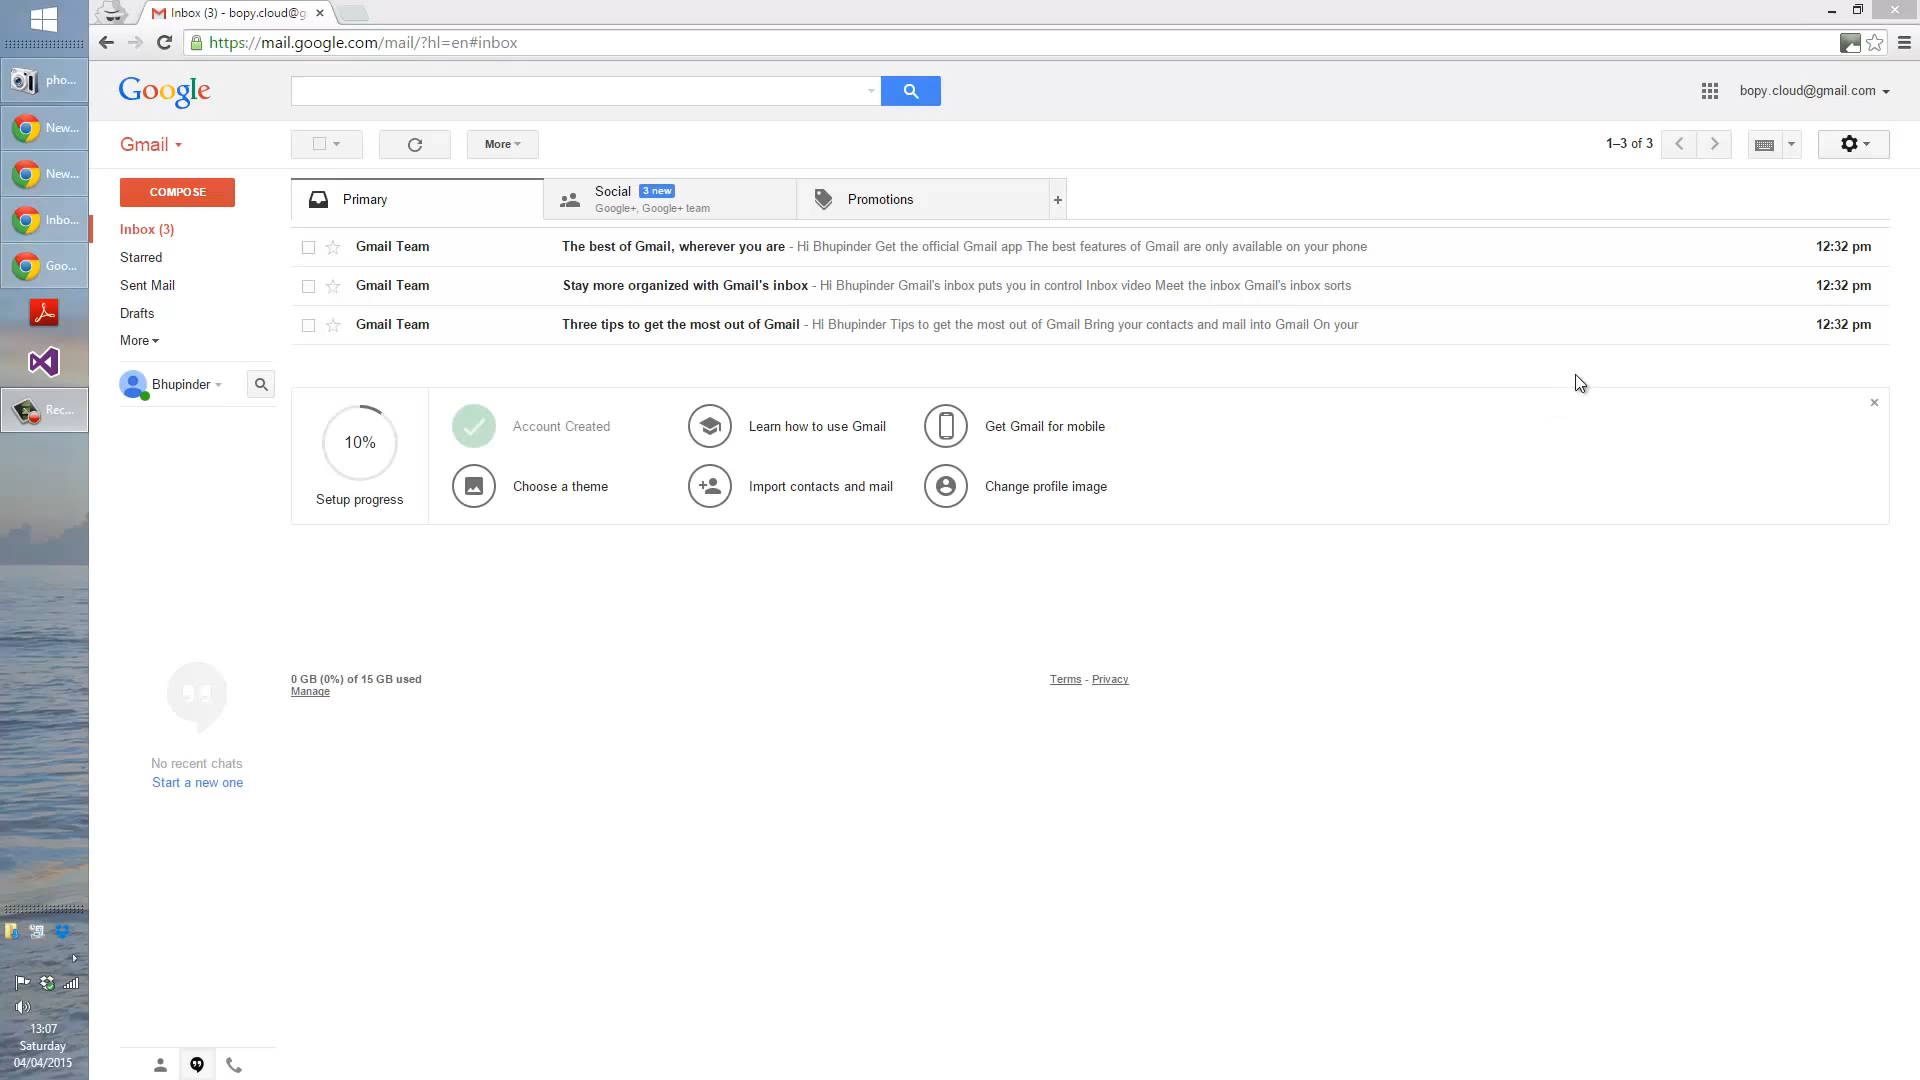 Inbox (3) - bopy.cloud@g
https://mail.google.com/mail/?hl=en#inbox
pho...
New...
New...
Inbo...
Goo...
Rec...
Google
bopy.cloud@gmail.com
Gmail
More
1–3 of 3
COMPOSE
Inbox (3)
Starred
Sent Mail
Drafts
More
Bhupinder
Primary
Social 3 new
Google+, Google+ team
Promotions
+
Gmail Team The best of Gmail, wherever you are - Hi Bhupinder Get the official Gmail app The best features of Gmail are only available on your phone 12:32 pm
Gmail Team Stay more organized with Gmail's inbox - Hi Bhupinder Gmail's inbox puts you in control Inbox video Meet the inbox Gmail's inbox sorts 12:32 pm
Gmail Team Three tips to get the most out of Gmail - Hi Bhupinder Tips to get the most out of Gmail Bring your contacts and mail into Gmail On your 12:32 pm
10%
Setup progress
Account Created
Learn how to use Gmail
Get Gmail for mobile
Choose a theme
Import contacts and mail
Change profile image
0 GB (0%) of 15 GB used
Manage
Terms - Privacy
No recent chats
Start a new one
13:07
Saturday
04/04/2015